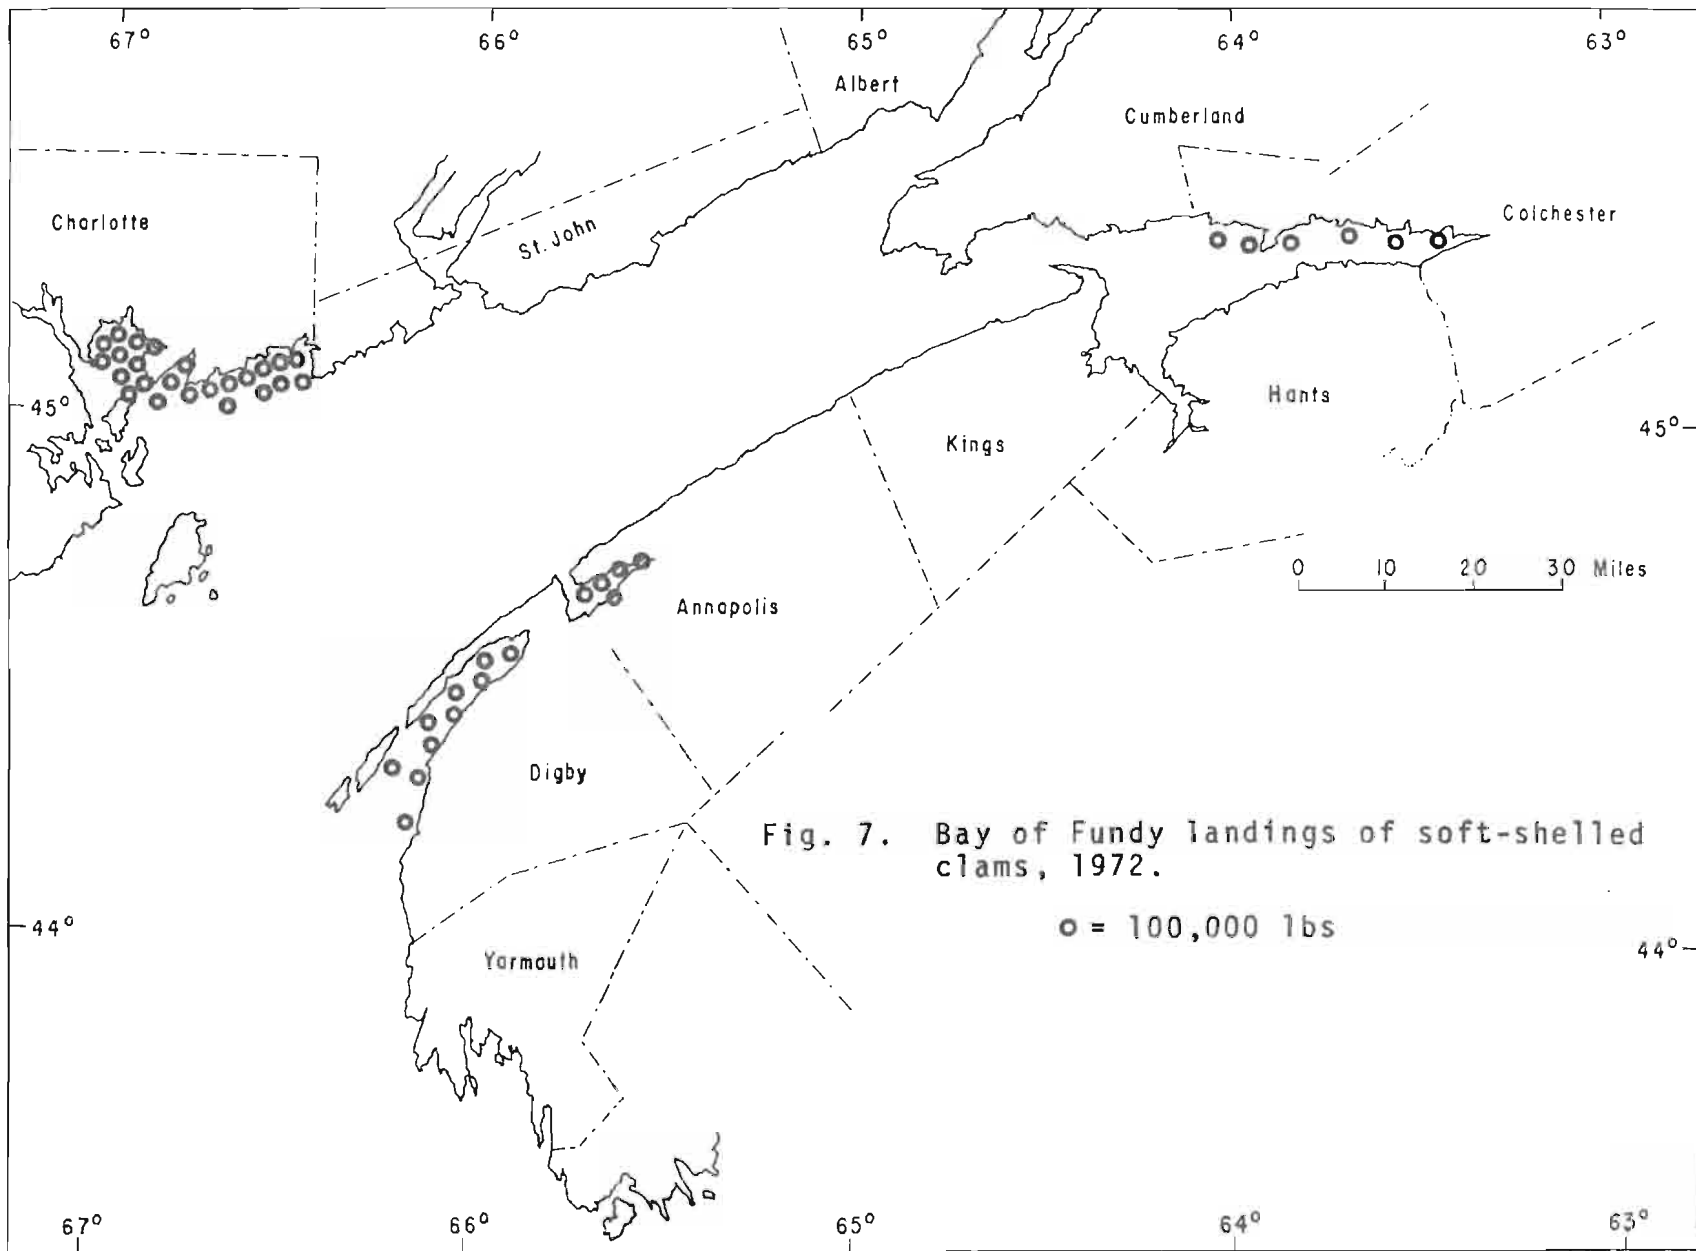 67° 66° 65° 64° 63°
Albert
Cumberland
Charlotte
St. John
Colchester
45°
Hants
45°
Kings
0 10 20 30 Miles
Annapolis
Digby
Fig. 7. Bay of Fundy landings of soft-shelled
clams, 1972.
o = 100,000 lbs
44°
44°
Yarmouth
67° 66° 65° 64° 63°